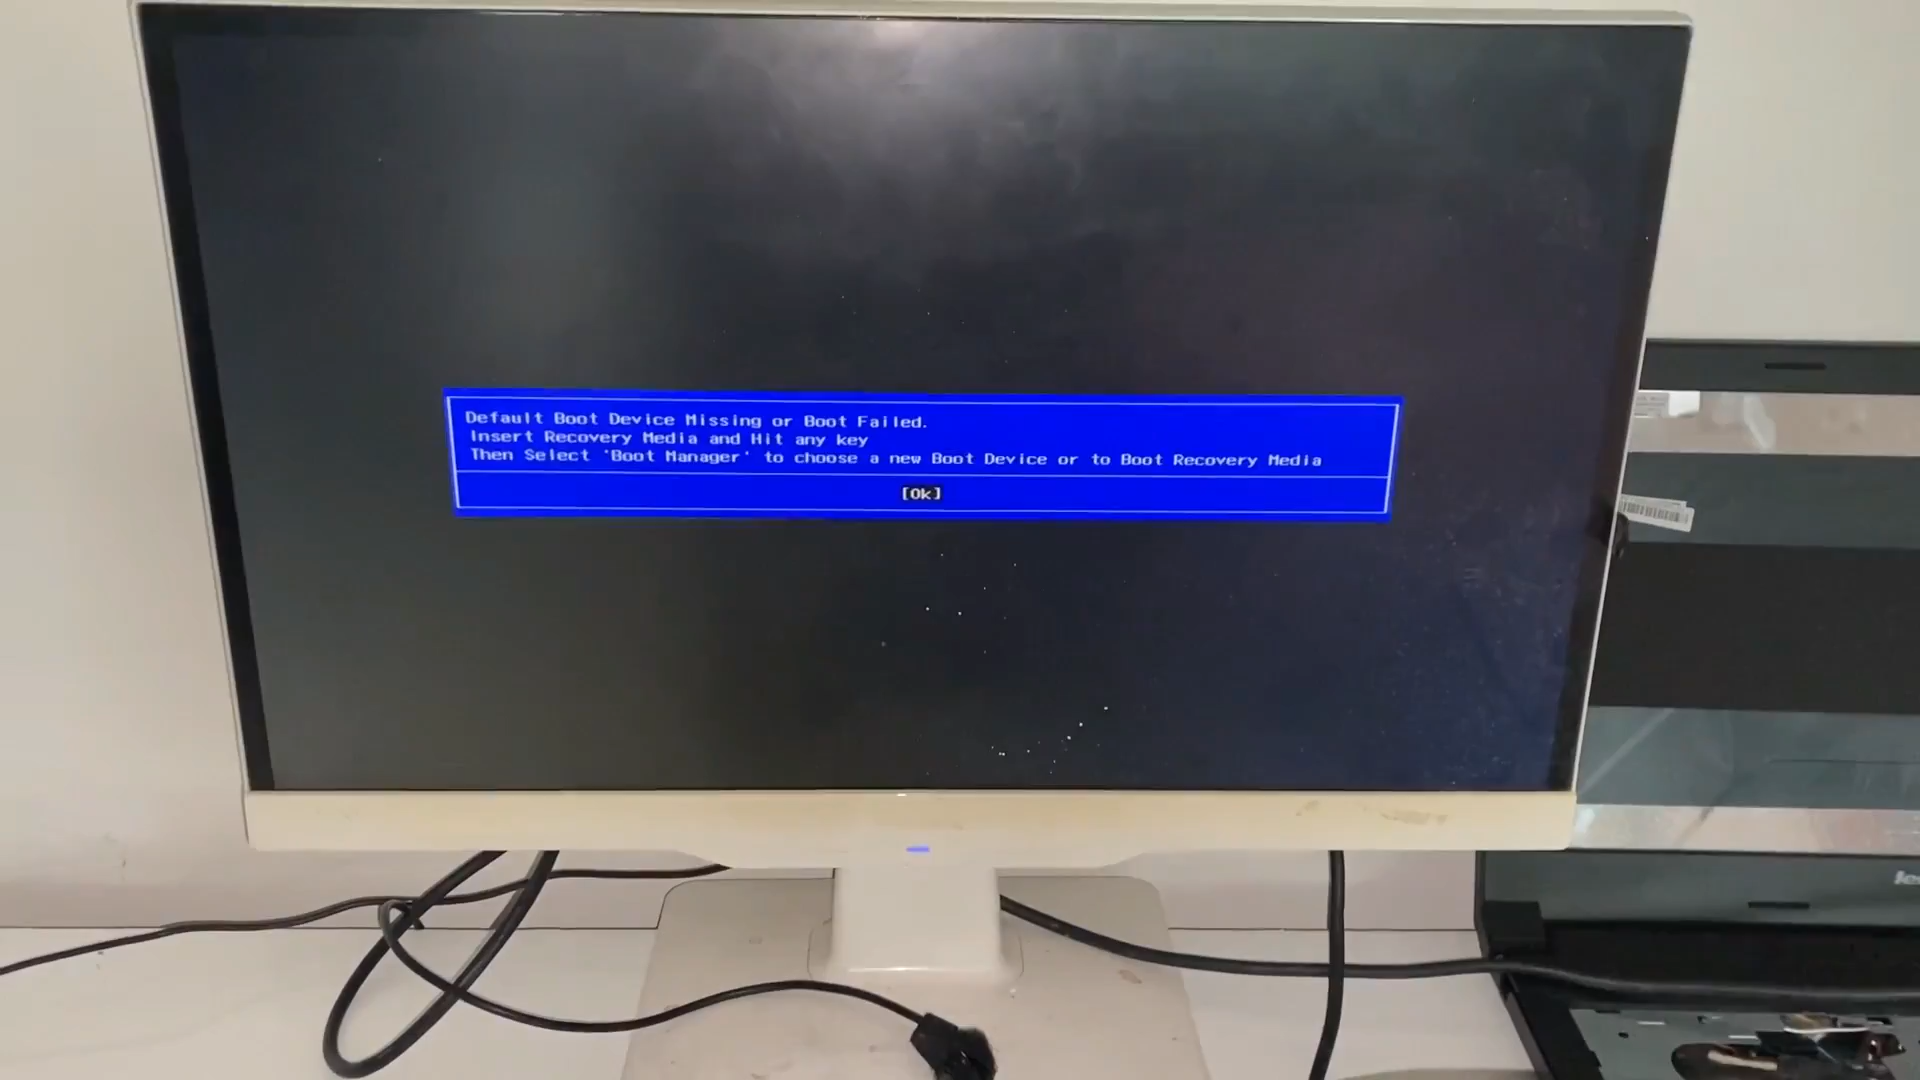 Default Boot Device Missing or Boot Failed.
Insert Recovery Media and Hit any key
Then Select 'Boot Manager' to choose a new Boot Device or to Boot Recovery Media
[Ok]